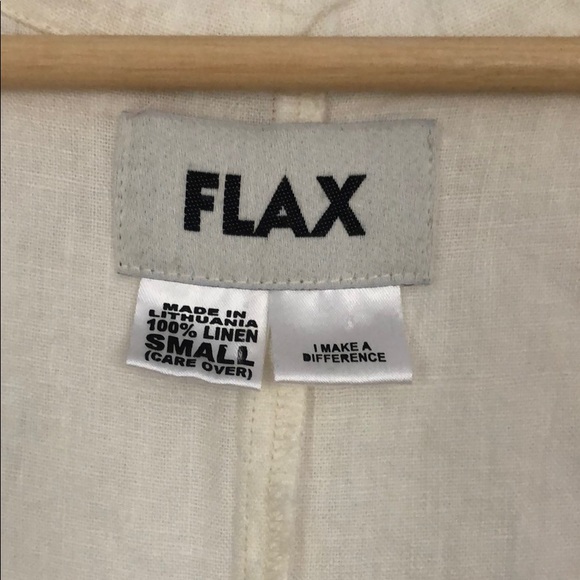 FLAX
MADE IN
LITHUANIA
100% LINEN
SMALL
(CARE OVER)
I MAKE A
DIFFERENCE